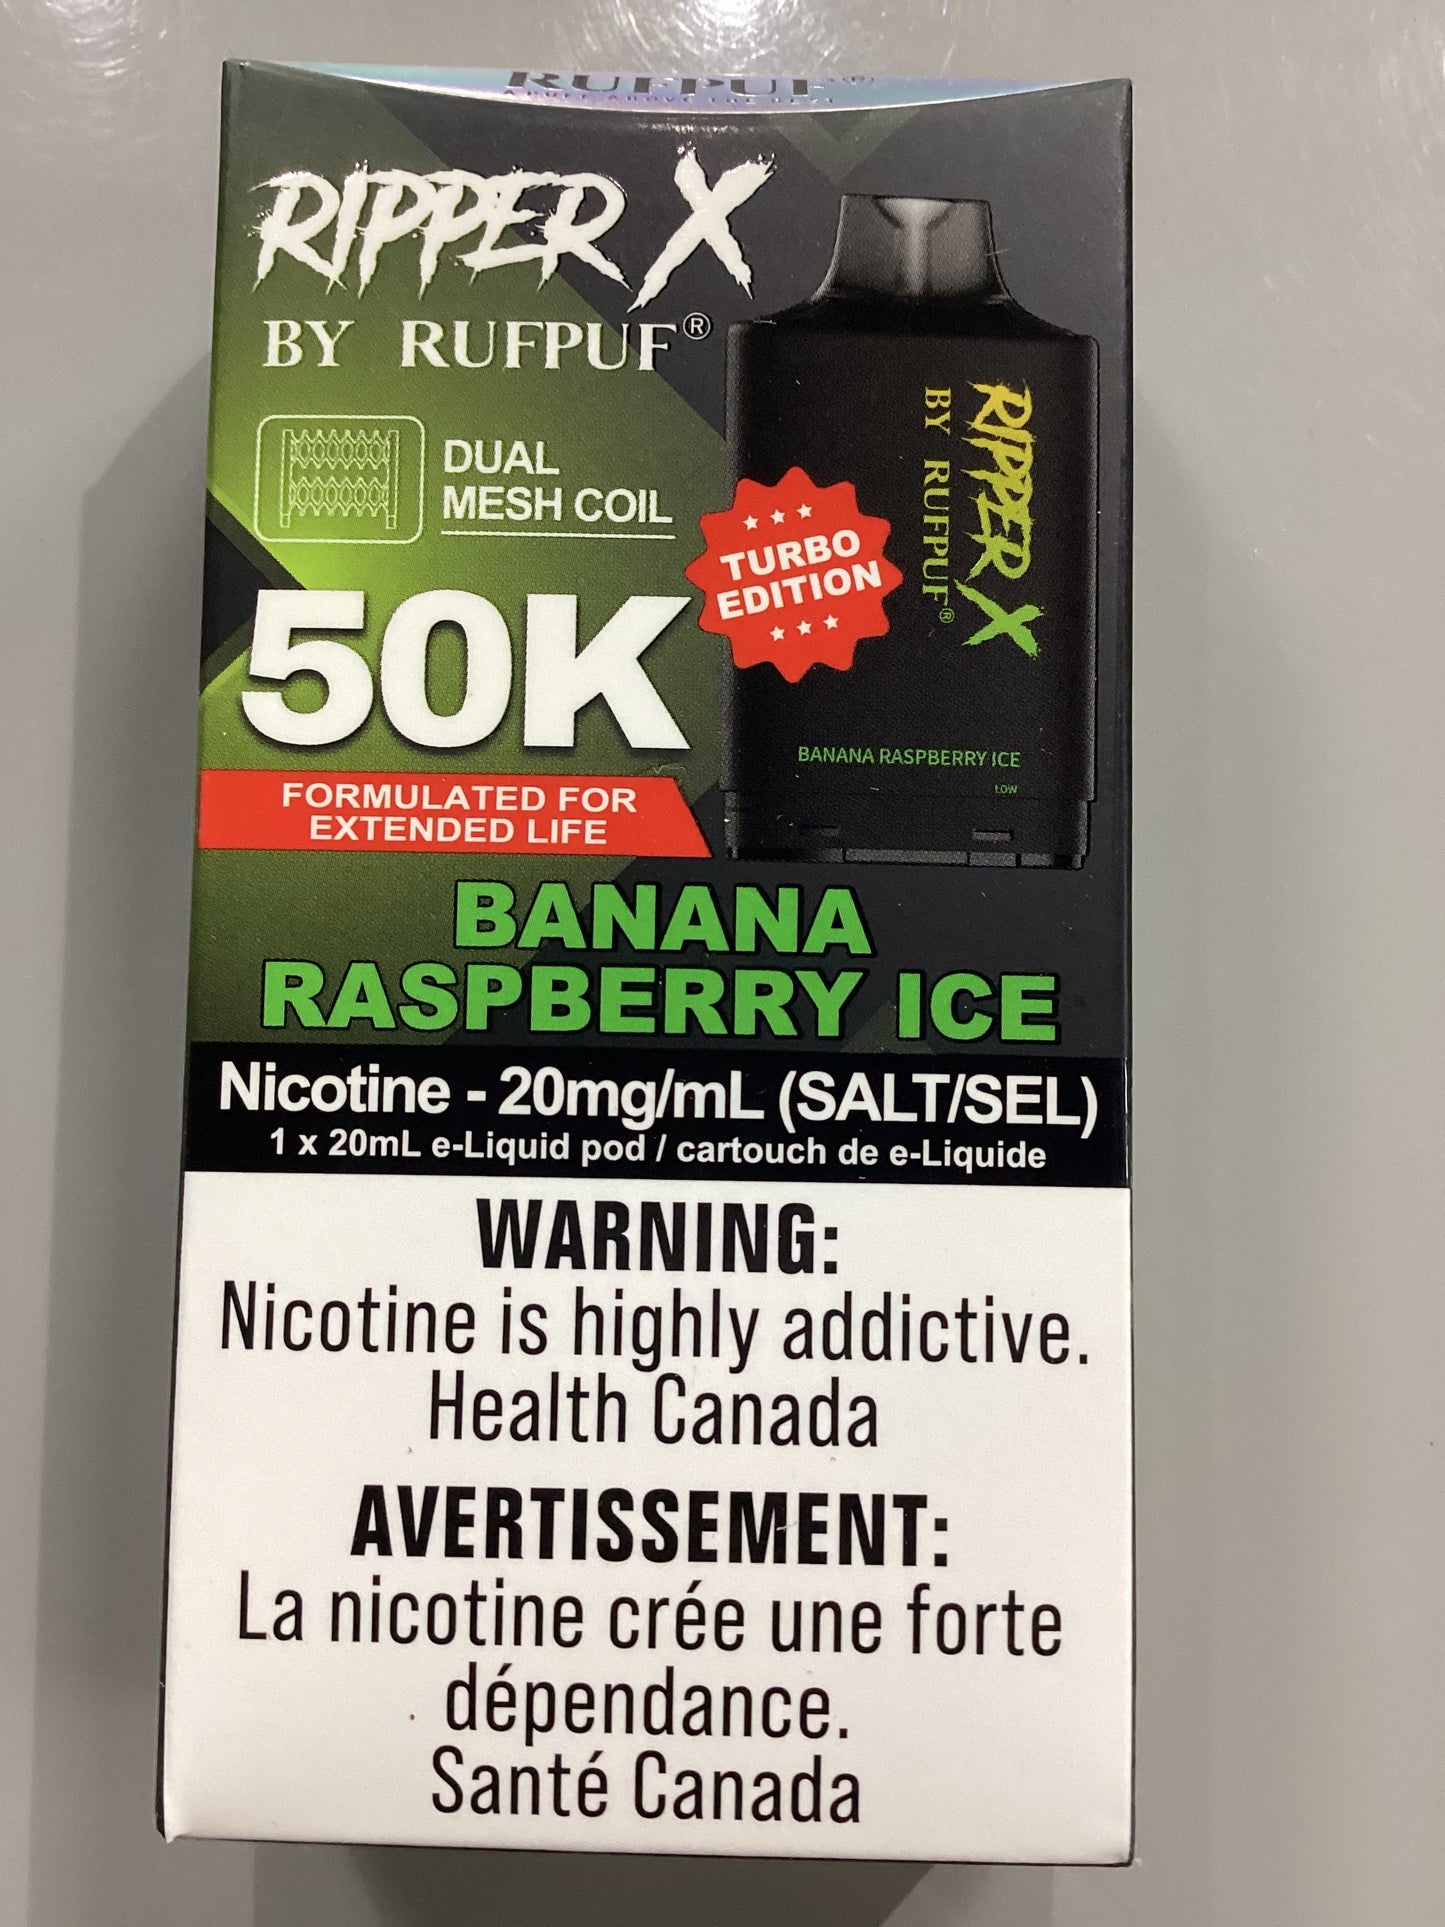 RUFPUF®
RIPPER X
BY RUFPUF®
DUAL
MESH COIL
50K
FORMULATED FOR
EXTENDED LIFE
TURBO
EDITION
RIPPER X
BY RUFPUF®
BANANA RASPBERRY ICE
LOW
BANANA
RASPBERRY ICE
Nicotine - 20mg/mL (SALT/SEL)
1 x 20mL e-Liquid pod / cartouch de e-Liquide
WARNING:
Nicotine is highly addictive.
Health Canada
AVERTISSEMENT:
La nicotine crée une forte
dépendance.
Santé Canada